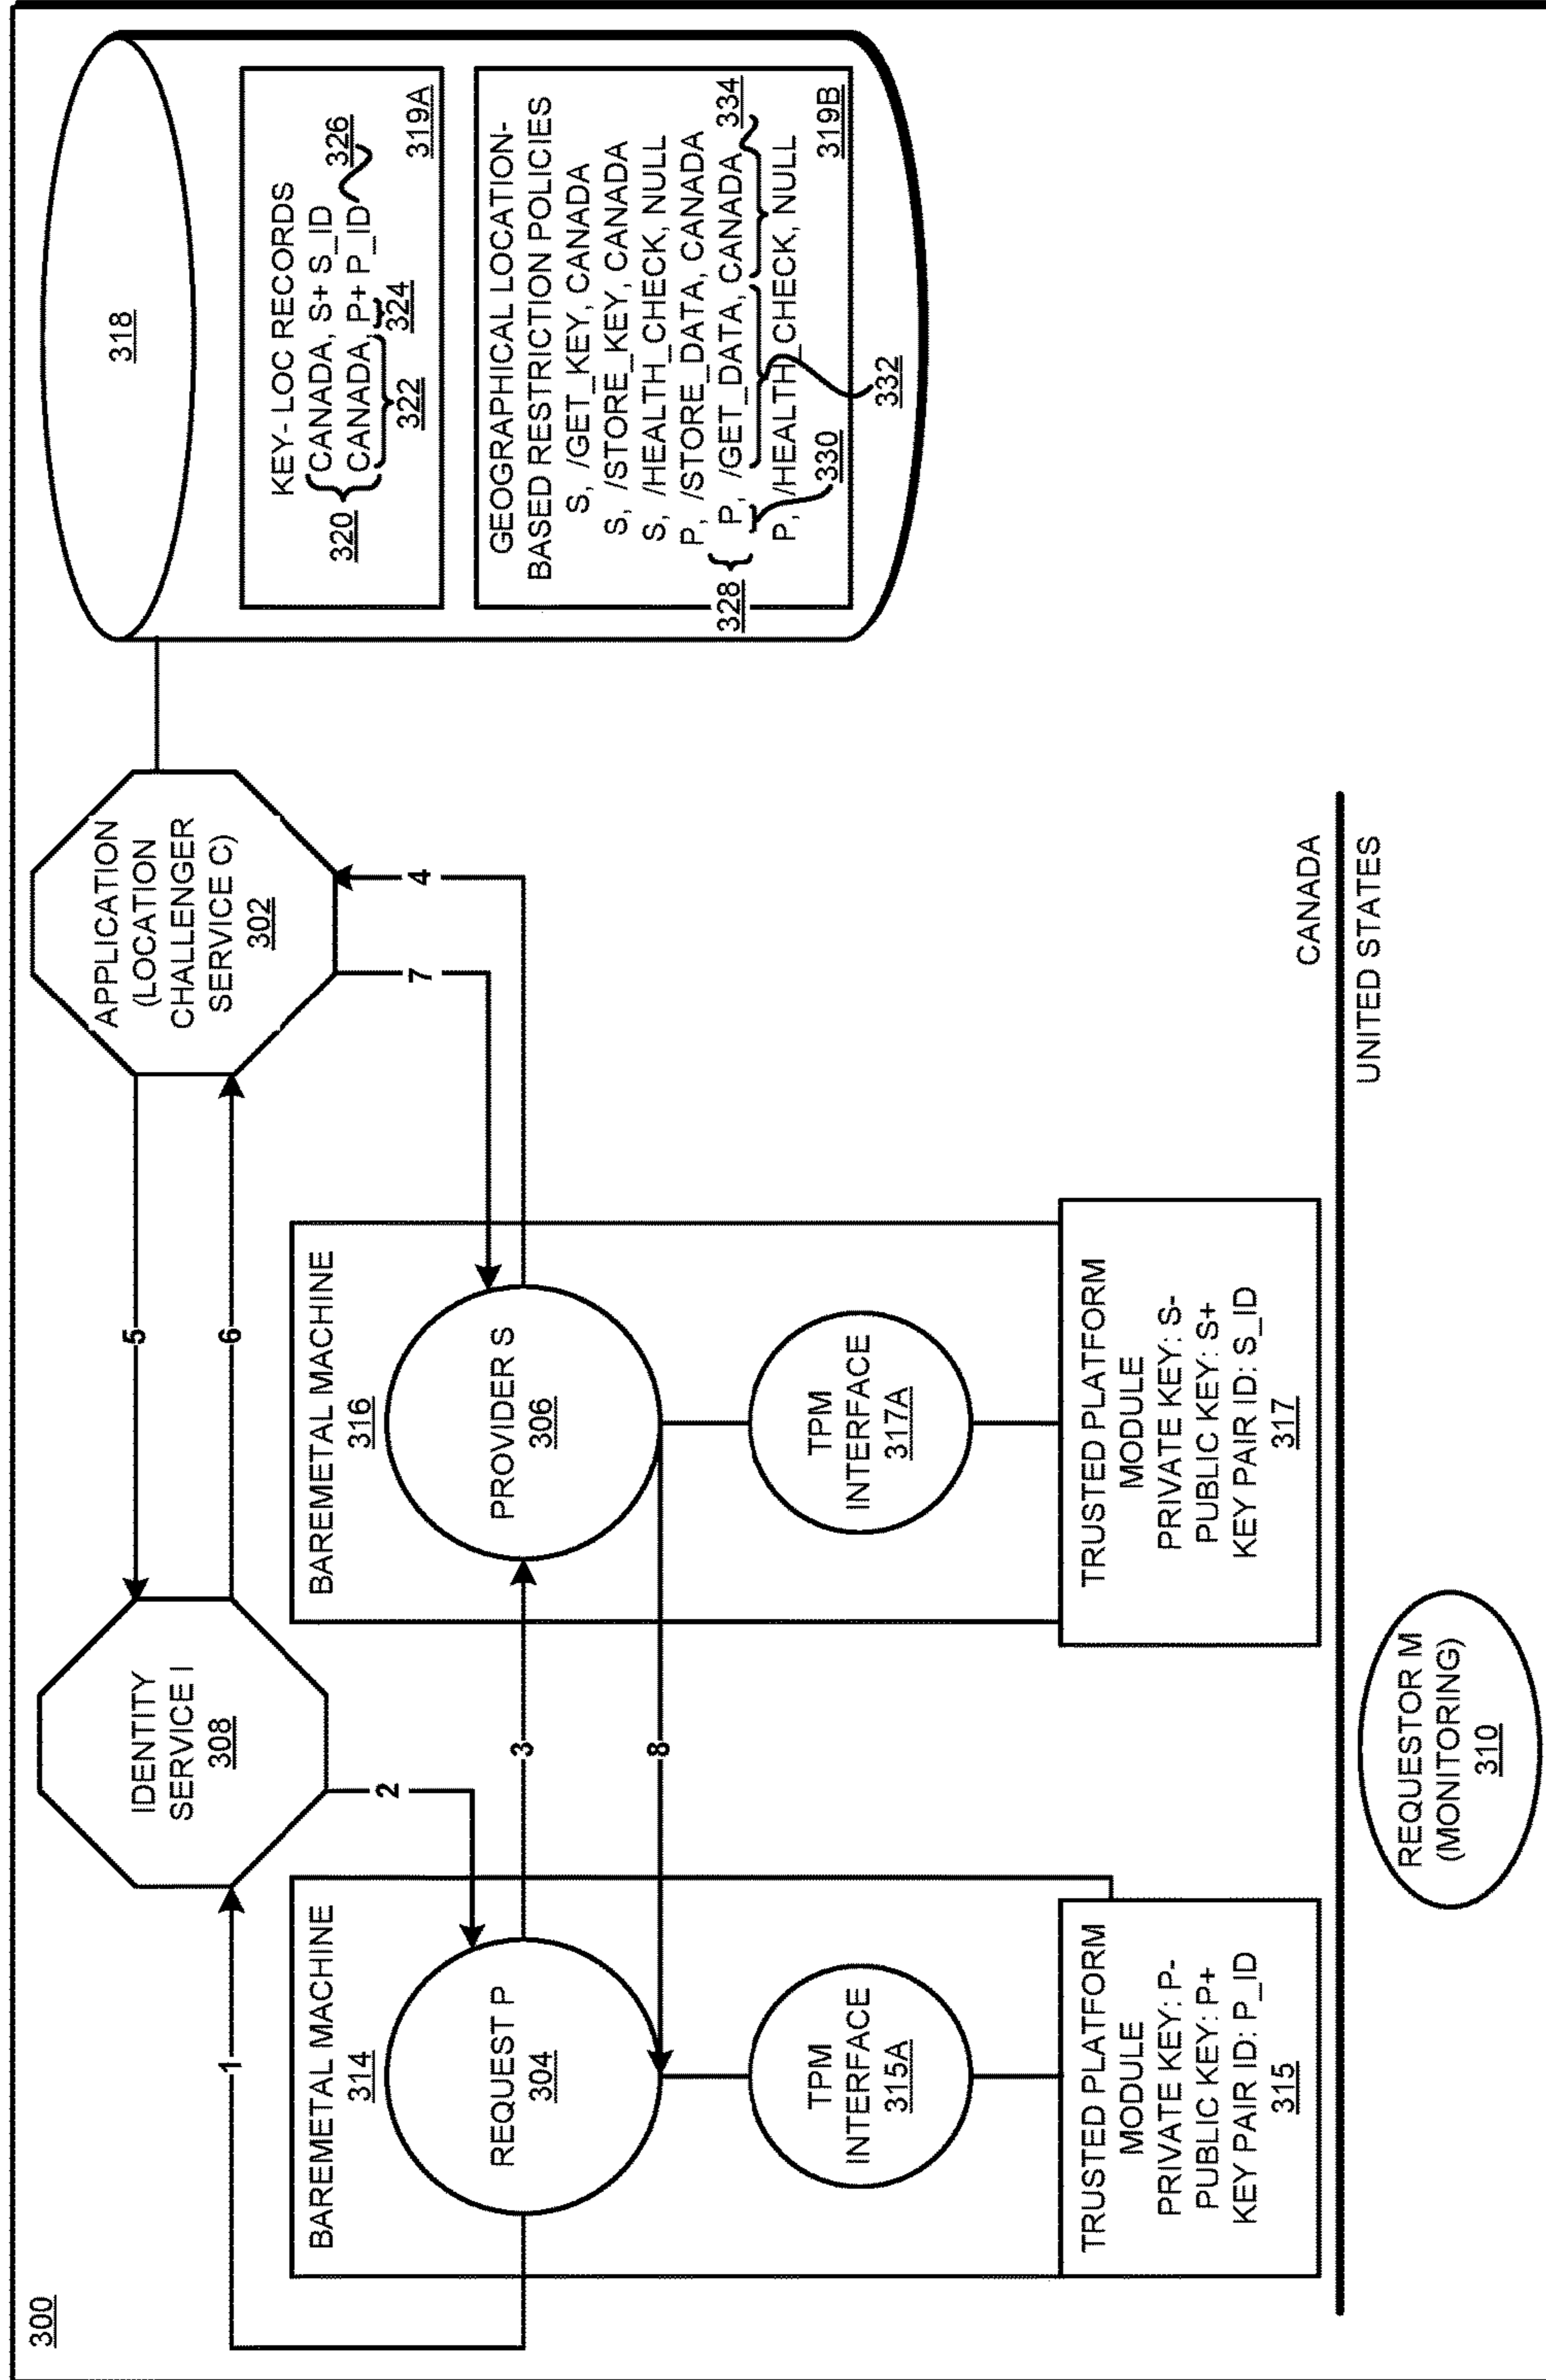 300
1
IDENTITY
SERVICE I
308
2
5
6
APPLICATION
(LOCATION
CHALLENGER
SERVICE C)
302
7
4
318
KEY- LOC RECORDS
CANADA, S+ S_ID
CANADA, P+ P_ID
320
322
324
326
319A
GEOGRAPHICAL LOCATION-
BASED RESTRICTION POLICIES
S, /GET_KEY, CANADA
S, /STORE_KEY, CANADA
S, /HEALTH_CHECK, NULL
P, /STORE_DATA, CANADA
P, /GET_DATA, CANADA
P, /HEALTH_CHECK, NULL
328
330
332
334
319B
BAREMETAL MACHINE
314
REQUEST P
304
TPM
INTERFACE
315A
TRUSTED PLATFORM
MODULE
PRIVATE KEY: P-
PUBLIC KEY: P+
KEY PAIR ID: P_ID
315
3
8
BAREMETAL MACHINE
316
PROVIDER S
306
TPM
INTERFACE
317A
TRUSTED PLATFORM
MODULE
PRIVATE KEY: S-
PUBLIC KEY: S+
KEY PAIR ID: S_ID
317
CANADA
UNITED STATES
REQUESTOR M
(MONITORING)
310